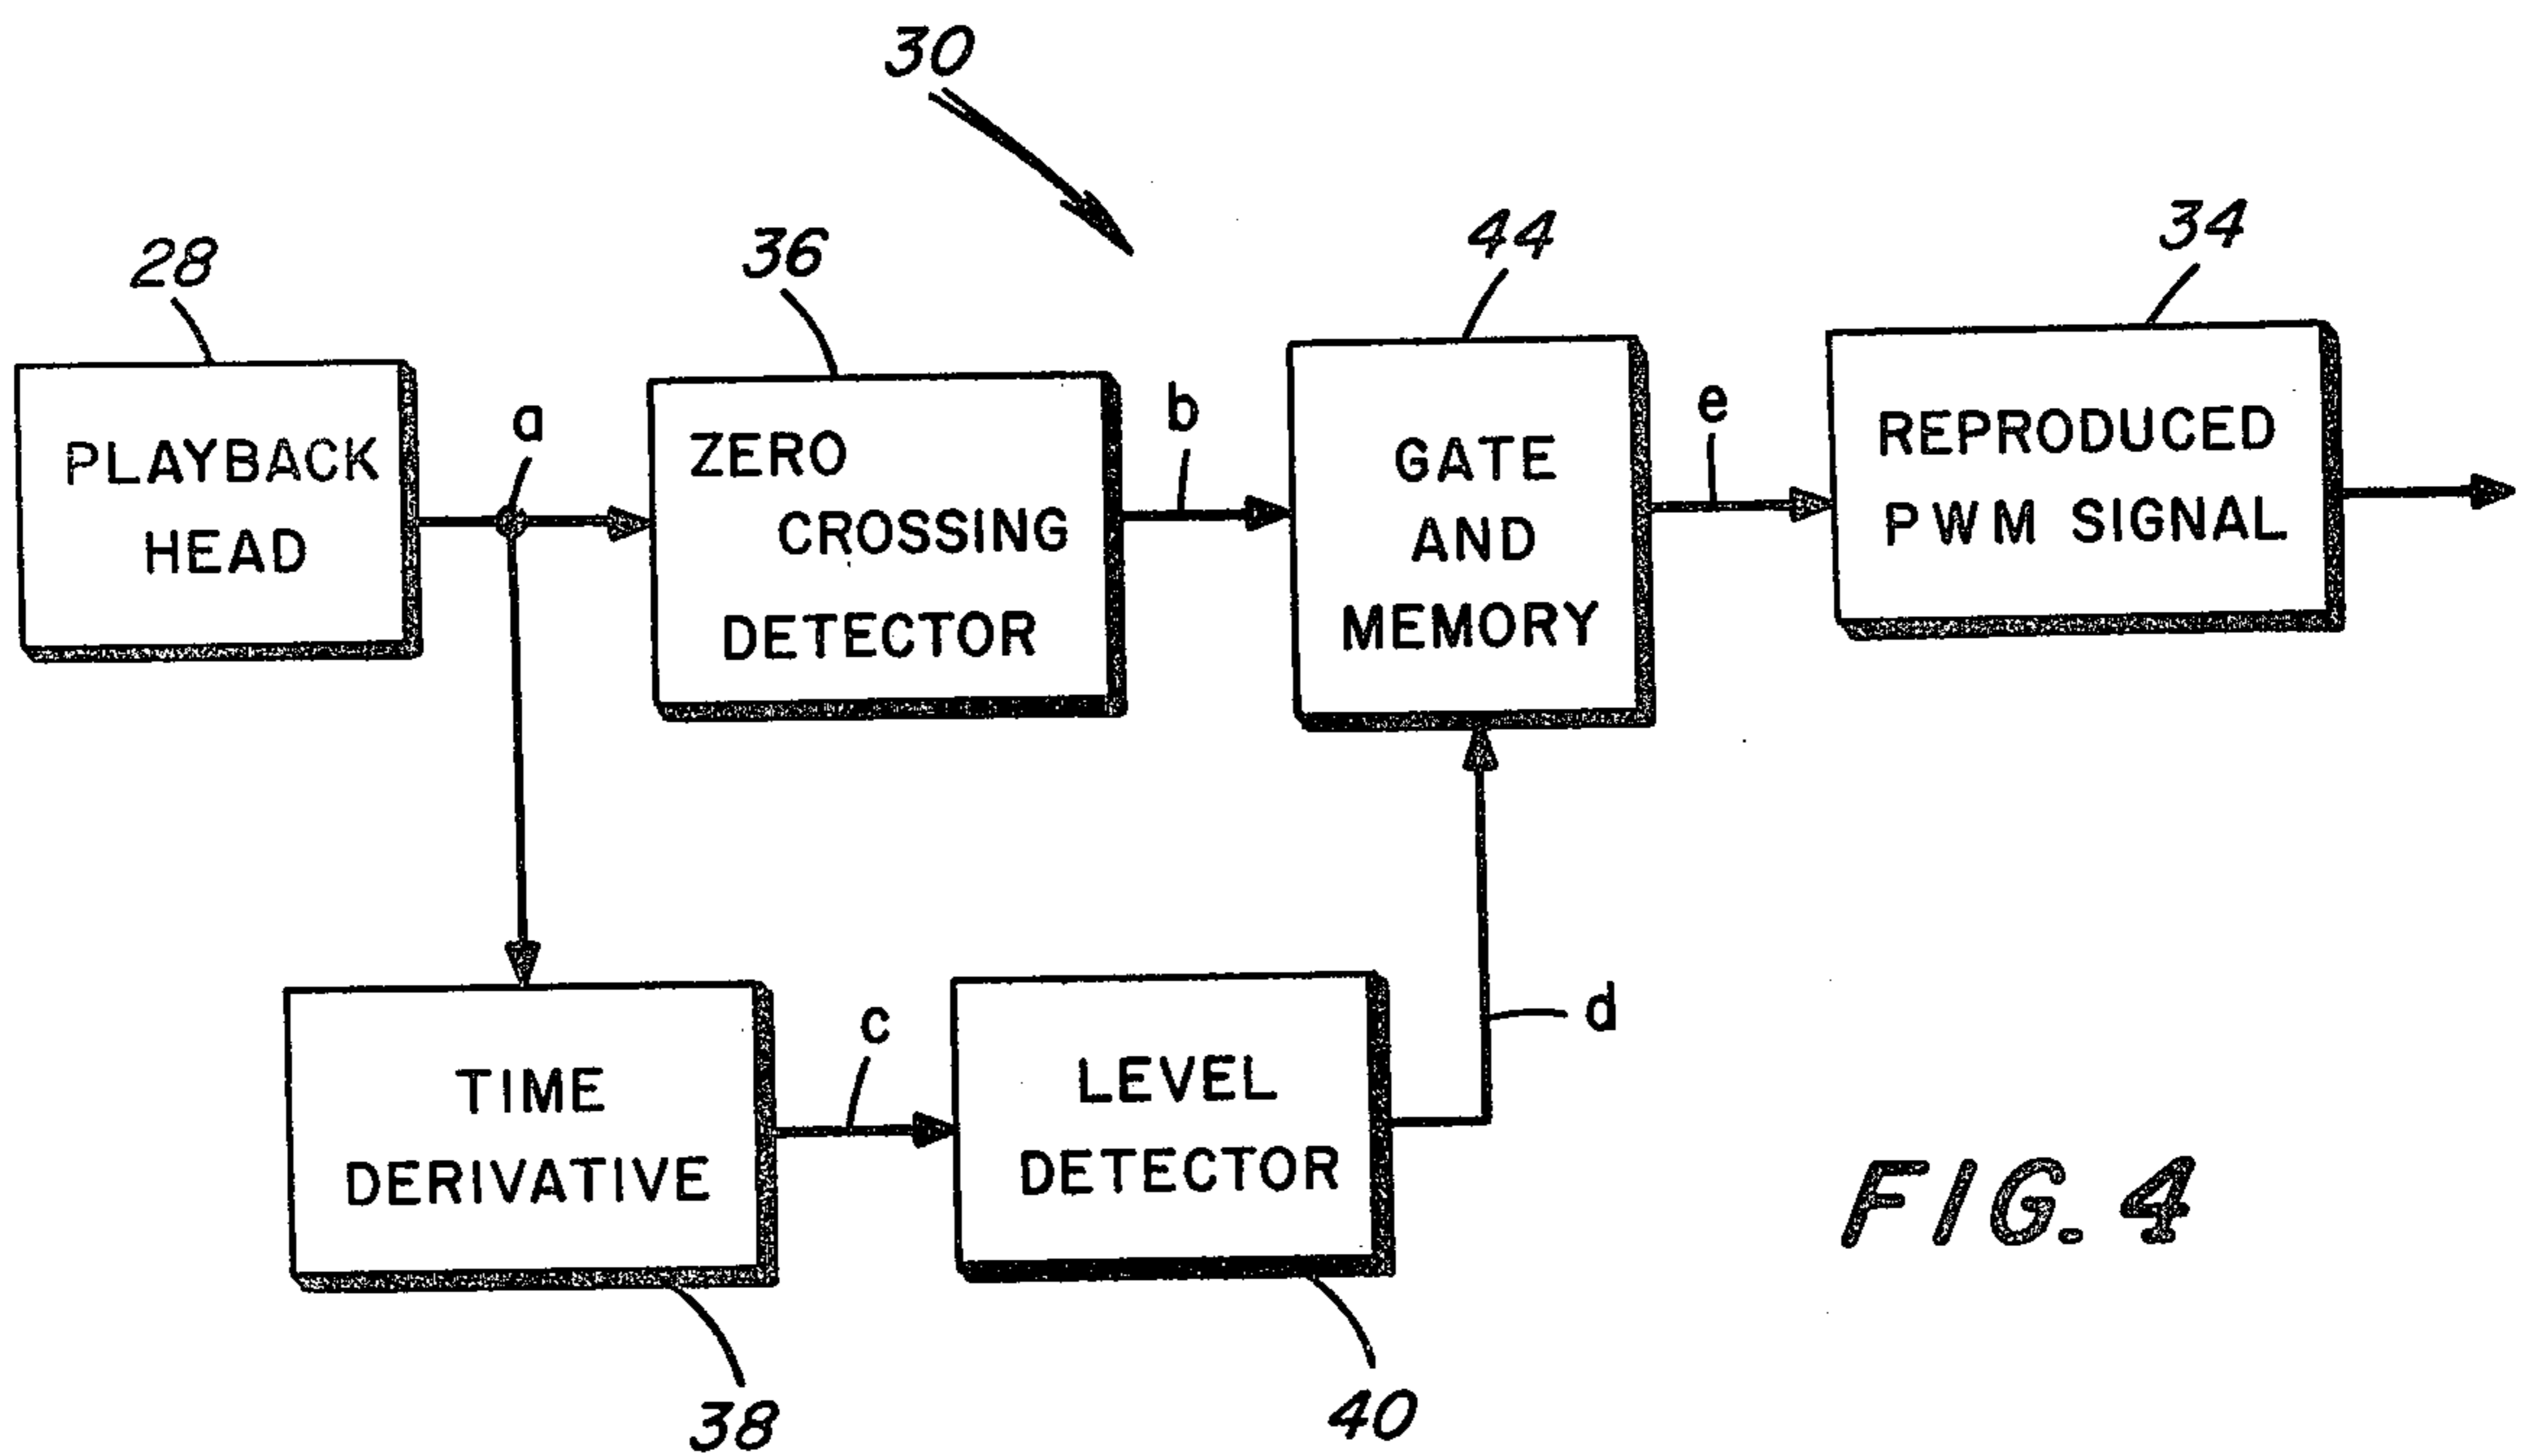 30
28
36
44
34
a
b
e
PLAYBACK
HEAD
ZERO
CROSSING
DETECTOR
GATE
AND
MEMORY
REPRODUCED
PWM SIGNAL
c
d
TIME
DERIVATIVE
LEVEL
DETECTOR
38
40
FIG. 4